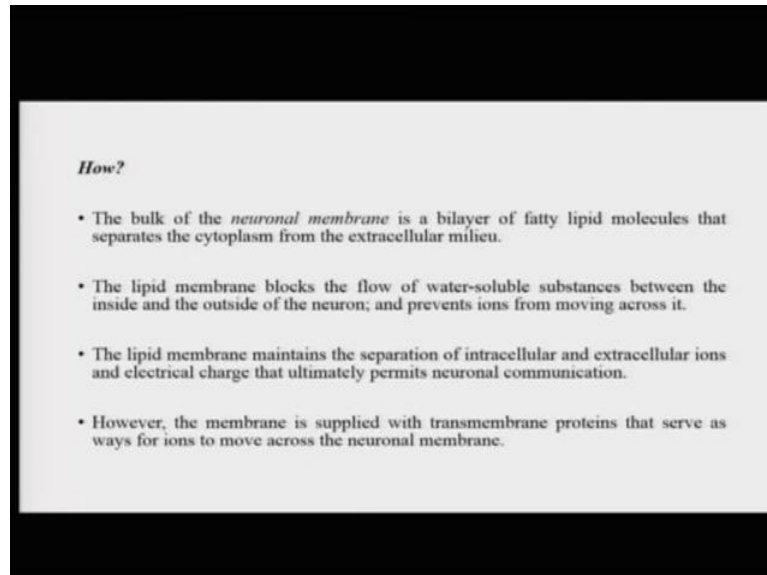 How?
• The bulk of the neuronal membrane is a bilayer of fatty lipid molecules that
separates the cytoplasm from the extracellular milieu.
• The lipid membrane blocks the flow of water-soluble substances between the
inside and the outside of the neuron; and prevents ions from moving across it.
• The lipid membrane maintains the separation of intracellular and extracellular ions
and electrical charge that ultimately permits neuronal communication.
• However, the membrane is supplied with transmembrane proteins that serve as
ways for ions to move across the neuronal membrane.